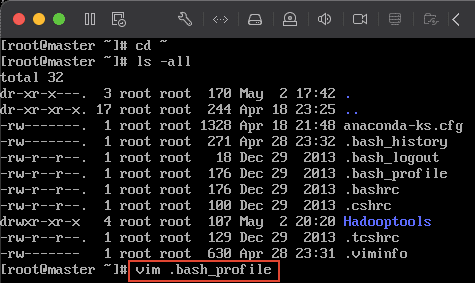 [root@master ~]# cd ~
[root@master ~]# ls -all
total 32
dr-xr-x---.  3 root root  170 May  2 17:42 .
dr-xr-xr-x. 17 root root  244 Apr 18 23:25 ..
-rw-------.  1 root root 1328 Apr 18 21:48 anaconda-ks.cfg
-rw-------.  1 root root  271 Apr 28 23:32 .bash_history
-rw-r--r--.  1 root root   18 Dec 29  2013 .bash_logout
-rw-r--r--.  1 root root  176 Dec 29  2013 .bash_profile
-rw-r--r--.  1 root root  176 Dec 29  2013 .bashrc
-rw-r--r--.  1 root root  100 Dec 29  2013 .cshrc
drwxr-xr-x   4 root root  107 May  2 20:20 Hadooptools
-rw-r--r--.  1 root root  129 Dec 29  2013 .tcshrc
-rw-------   1 root root  630 Apr 28 23:31 .viminfo
[root@master ~]# vim .bash_profile